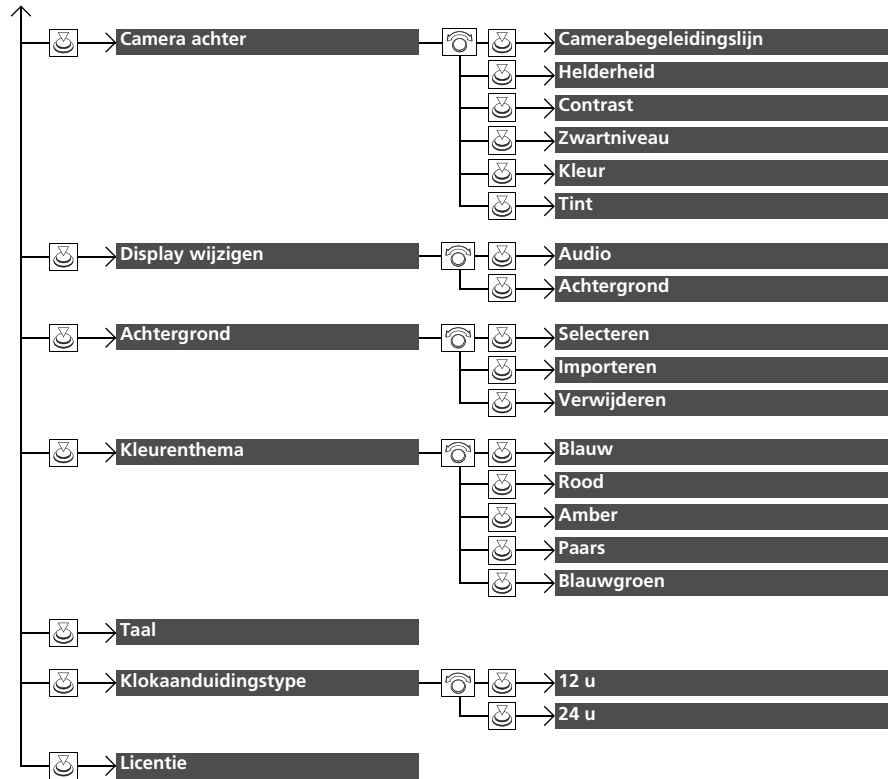 Camera achter
Camerabegeleidingslijn
Helderheid
Contrast
Zwartniveau
Kleur
Tint
Display wijzigen
Audio
Achtergrond
Achtergrond
Selecteren
Importeren
Verwijderen
Kleurenthema
Blauw
Rood
Amber
Paars
Blauwgroen
Taal
Klokaanduidingstype
12 u
24 u
Licentie